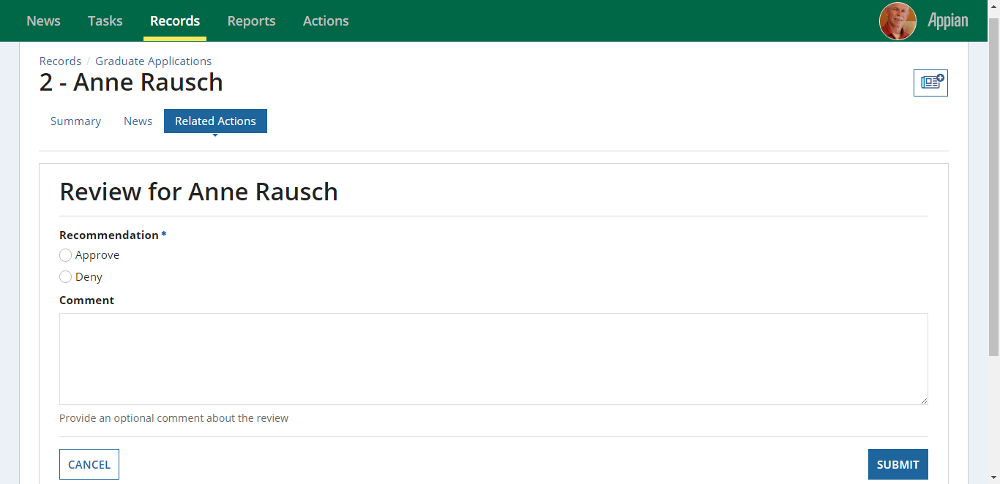 News Tasks Records Reports Actions Appian
Records / Graduate Applications
2 - Anne Rausch
Summary News Related Actions
Review for Anne Rausch
Recommendation *
Approve
Deny
Comment
Provide an optional comment about the review
CANCEL SUBMIT